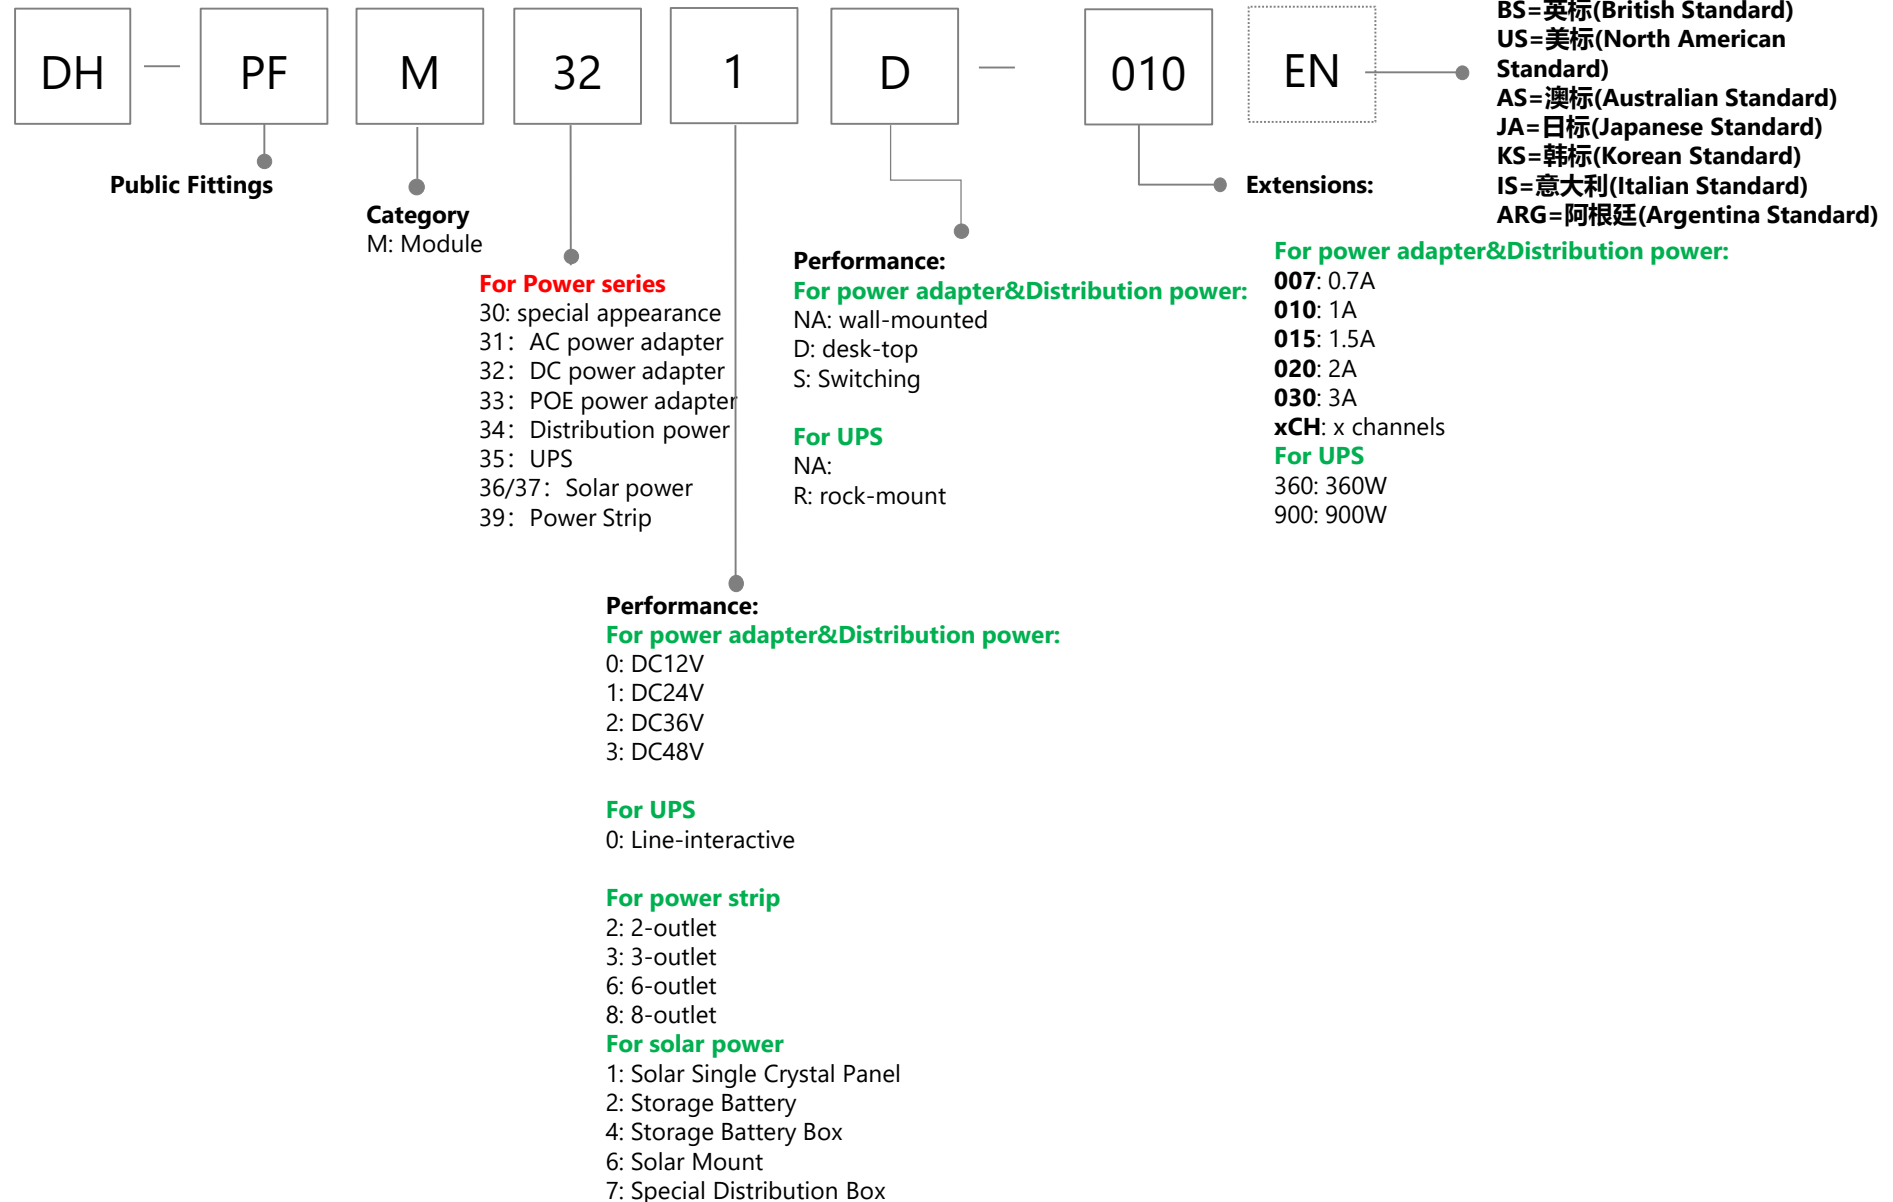 DH — PF M 32 1 D — 010 EN
BS=英标(British Standard)
US=美标(North American
Standard)
AS=澳标(Australian Standard)
JA=日标(Japanese Standard)
KS=韩标(Korean Standard)
IS=意大利(Italian Standard)
ARG=阿根廷(Argentina Standard)
Public Fittings
Category
M: Module
For Power series
30: special appearance
31：AC power adapter
32：DC power adapter
33：POE power adapter
34：Distribution power
35：UPS
36/37：Solar power
39：Power Strip
Performance:
For power adapter&Distribution power:
NA: wall-mounted
D: desk-top
S: Switching
For UPS
NA:
R: rock-mount
Extensions:
For power adapter&Distribution power:
007: 0.7A
010: 1A
015: 1.5A
020: 2A
030: 3A
xCH: x channels
For UPS
360: 360W
900: 900W
Performance:
For power adapter&Distribution power:
0: DC12V
1: DC24V
2: DC36V
3: DC48V
For UPS
0: Line-interactive
For power strip
2: 2-outlet
3: 3-outlet
6: 6-outlet
8: 8-outlet
For solar power
1: Solar Single Crystal Panel
2: Storage Battery
4: Storage Battery Box
6: Solar Mount
7: Special Distribution Box